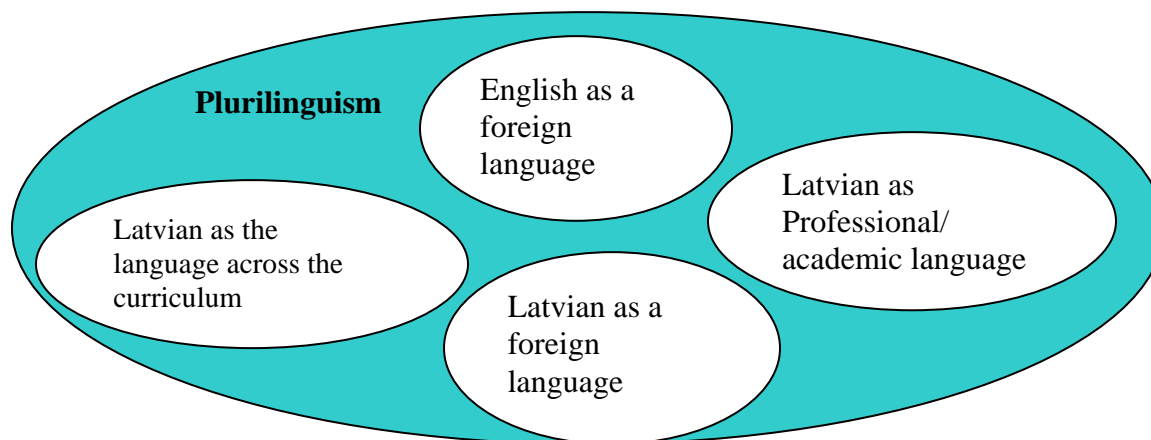 Plurilinguism
English as a
foreign
language
Latvian as
Professional/
academic language
Latvian as the
language across the
curriculum
Latvian as a
foreign
language